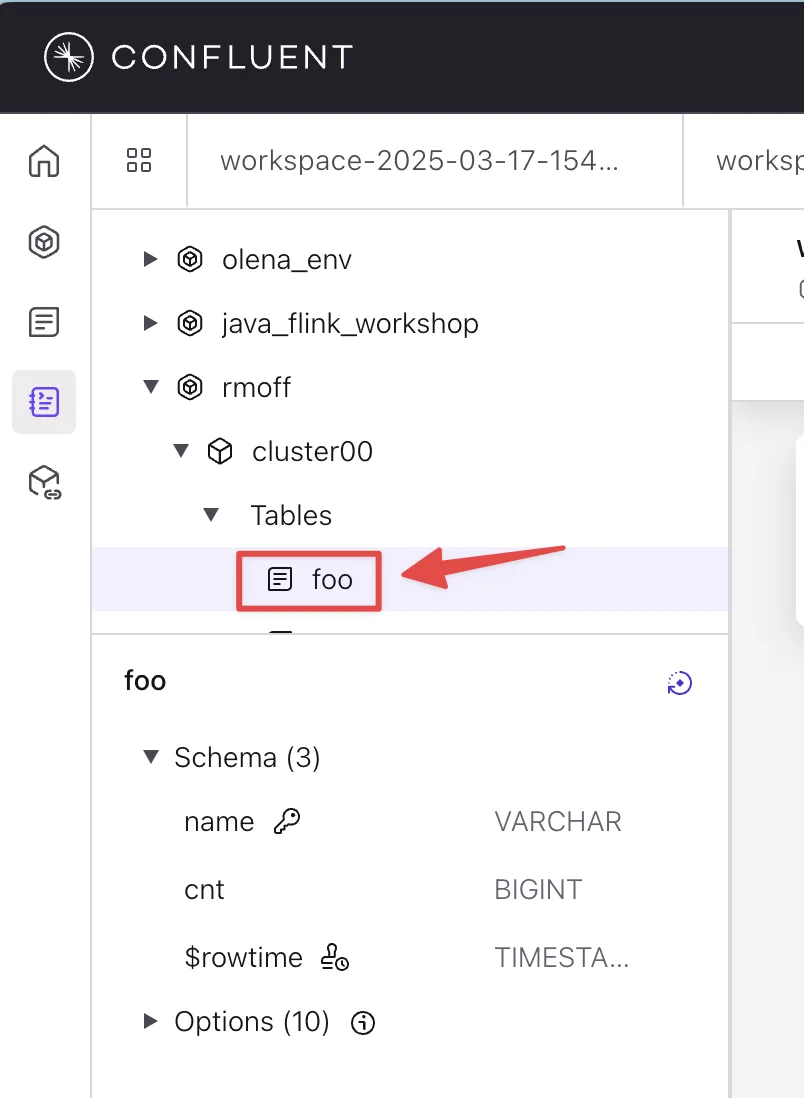 CONFLUENT
workspace-2025-03-17-154...
worksp
olena_env
java_flink_workshop
rmoff
cluster00
Tables
foo
foo
Schema (3)
name VARCHAR
cnt BIGINT
$rowtime TIMESTA...
Options (10)